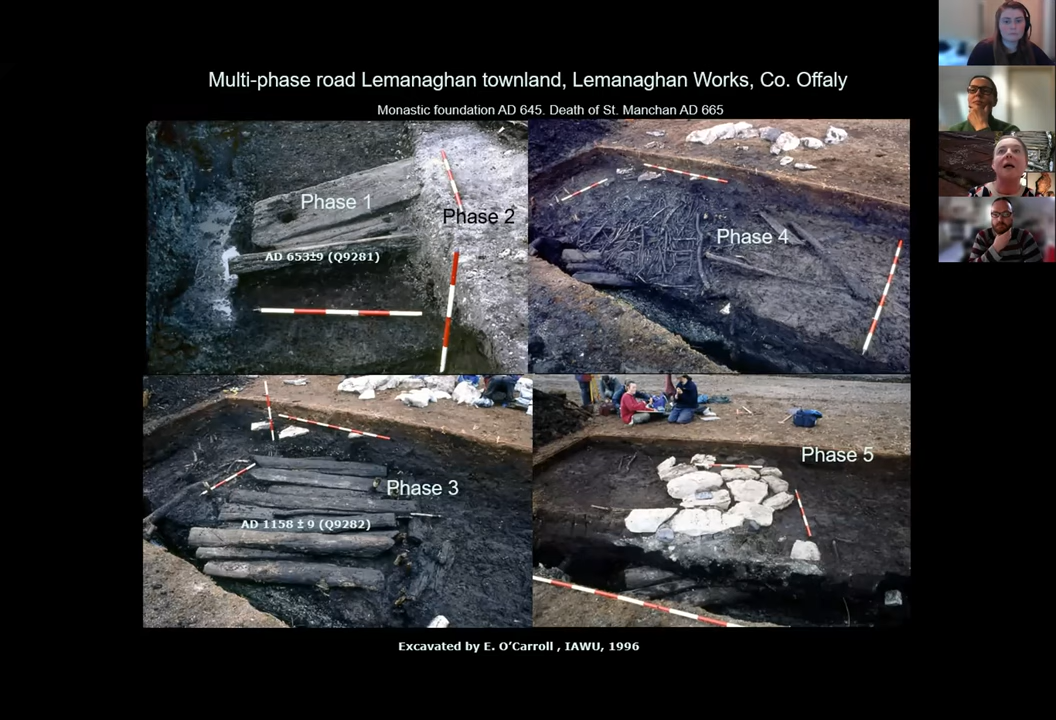 Multi-phase road Lemanaghan townland, Lemanaghan Works, Co. Offaly
Monastic foundation AD 645. Death of St. Manchan AD 665
Phase 1
Phase 2
AD 653±9 (Q9281)
Phase 4
Phase 3
AD 1158 ± 9 (Q9282)
Phase 5
Excavated by E. O'Carroll , IAWU, 1996